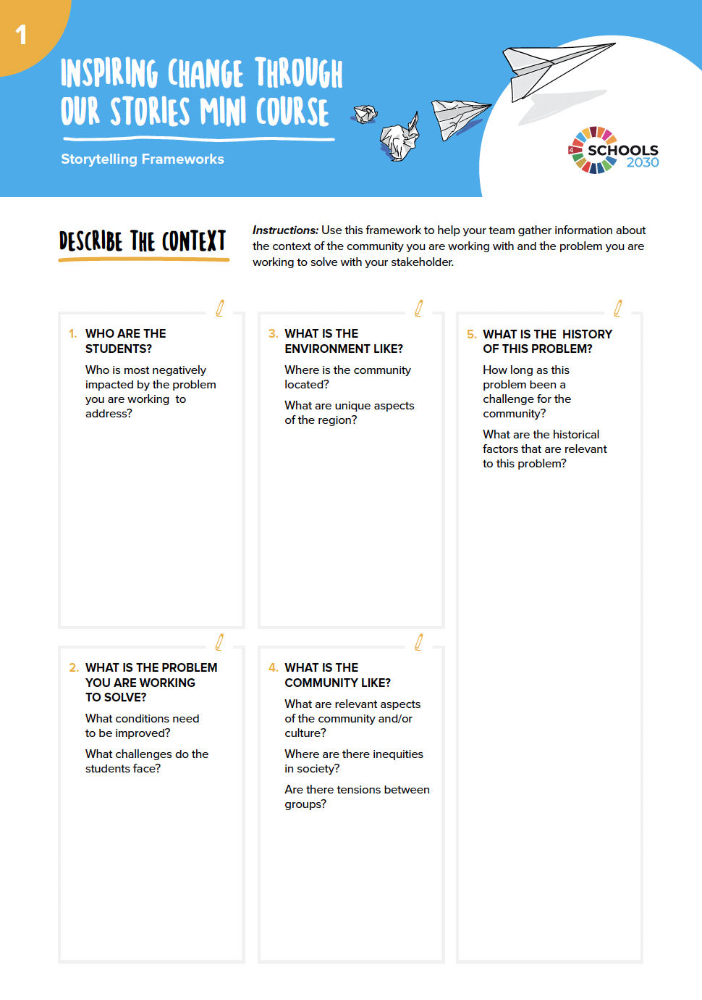 1
INSPIRING CHANGE THROUGH
OUR STORIES MINI COURSE
Storytelling Frameworks
4
SCHOOLS
2030
DESCRIBE THE CONTEXT
Instructions: Use this framework to help your team gather information about
the context of the community you are working with and the problem you are
working to solve with your stakeholder.
1. WHO ARE THE
STUDENTS?
Who is most negatively
impacted by the problem
you are working to
address?
2. WHAT IS THE PROBLEM
YOU ARE WORKING
TO SOLVE?
What conditions need
to be improved?
What challenges do the
students face?
3. WHAT IS THE
ENVIRONMENT LIKE?
Where is the community
located?
What are unique aspects
of the region?
4. WHAT IS THE
COMMUNITY LIKE?
What are relevant aspects
of the community and/or
culture?
Where are there inequities
in society?
Are there tensions between
groups?
5. WHAT IS THE HISTORY
OF THIS PROBLEM?
How long as this
problem been a
challenge for the
community?
What are the historical
factors that are relevant
to this problem?